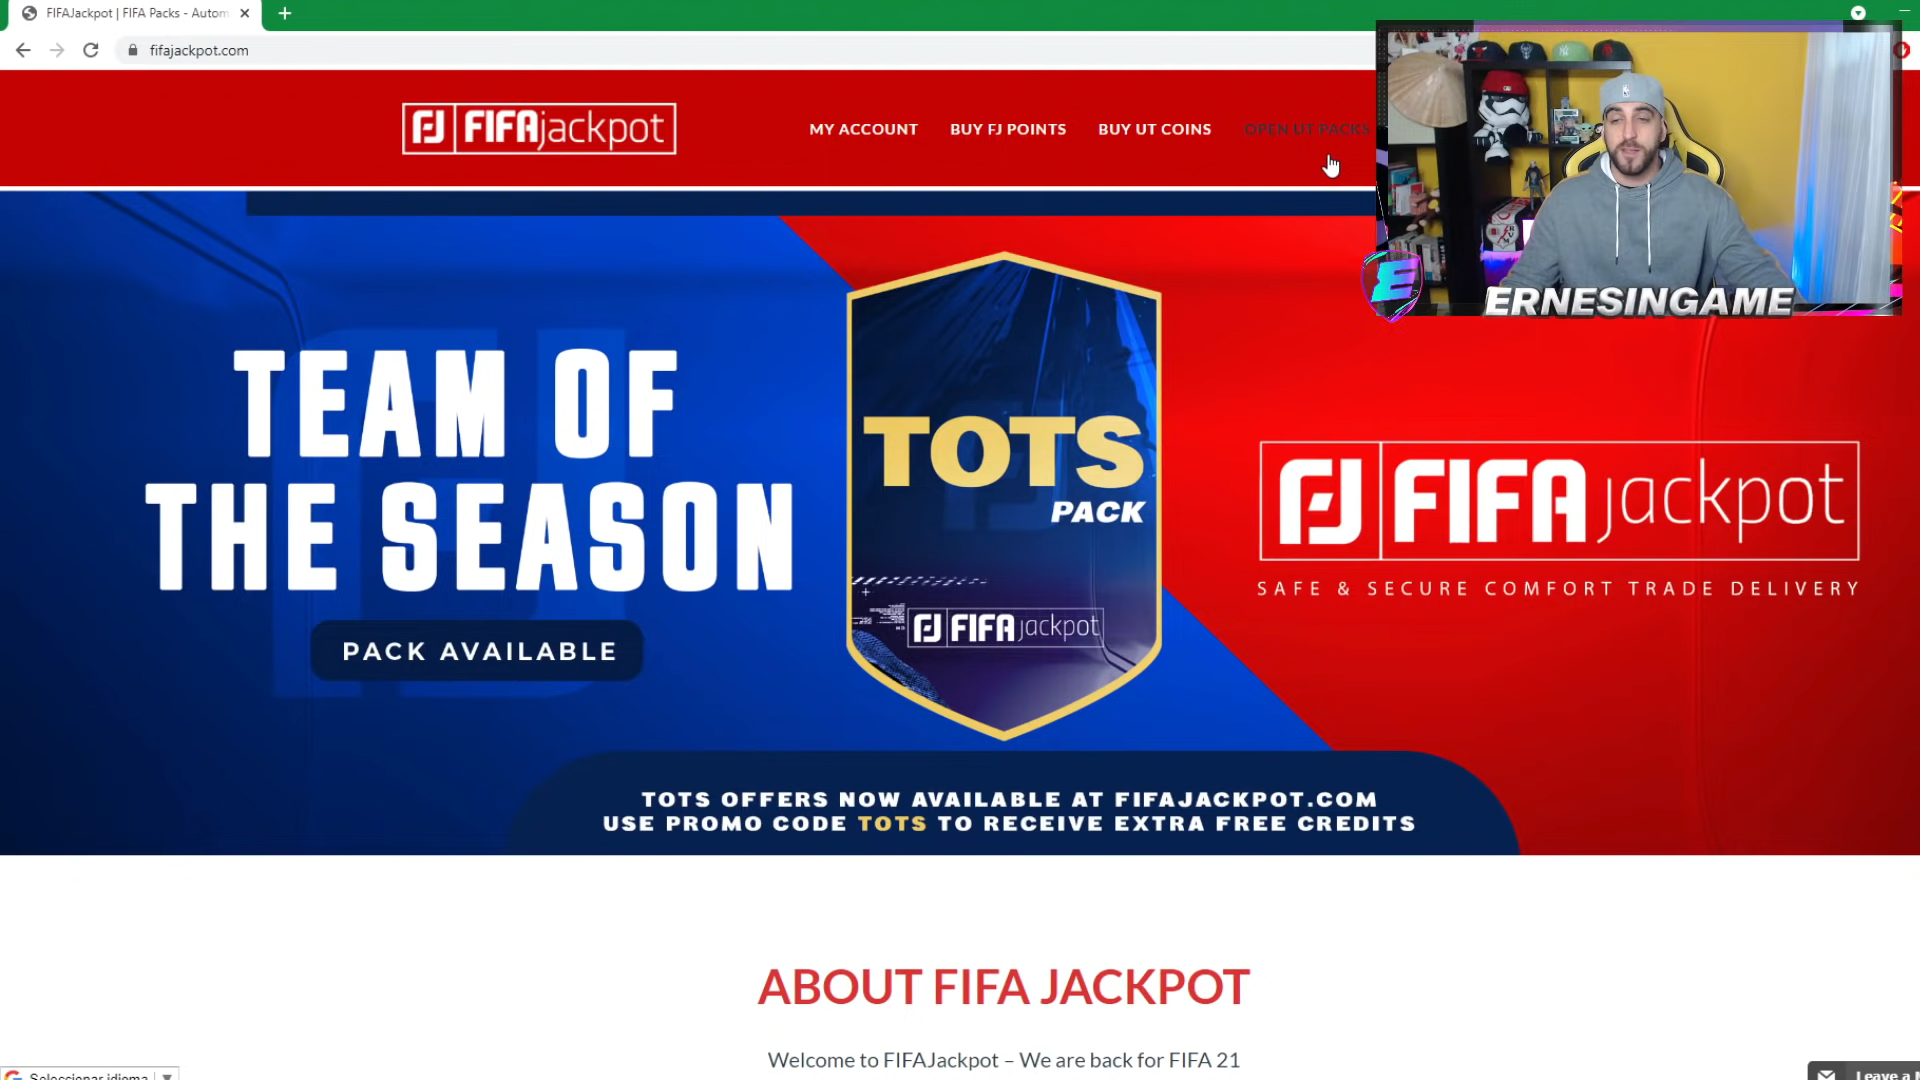 FIFAJackpot | FIFA Packs - Autom
fifajackpot.com
FJ FIFAjackpot
MY ACCOUNT
BUY FJ POINTS
BUY UT COINS
OPEN UT PACKS
ERNESINGAME
TEAM OF
THE SEASON
PACK AVAILABLE
TOTS
PACK
FJ FIFAjackpot
FJ FIFAjackpot
SAFE & SECURE COMFORT TRADE DELIVERY
TOTS OFFERS NOW AVAILABLE AT FIFAJACKPOT.COM
USE PROMO CODE TOTS TO RECEIVE EXTRA FREE CREDITS
ABOUT FIFA JACKPOT
Welcome to FIFAJackpot – We are back for FIFA 21
Seleccionar idioma
Leave a